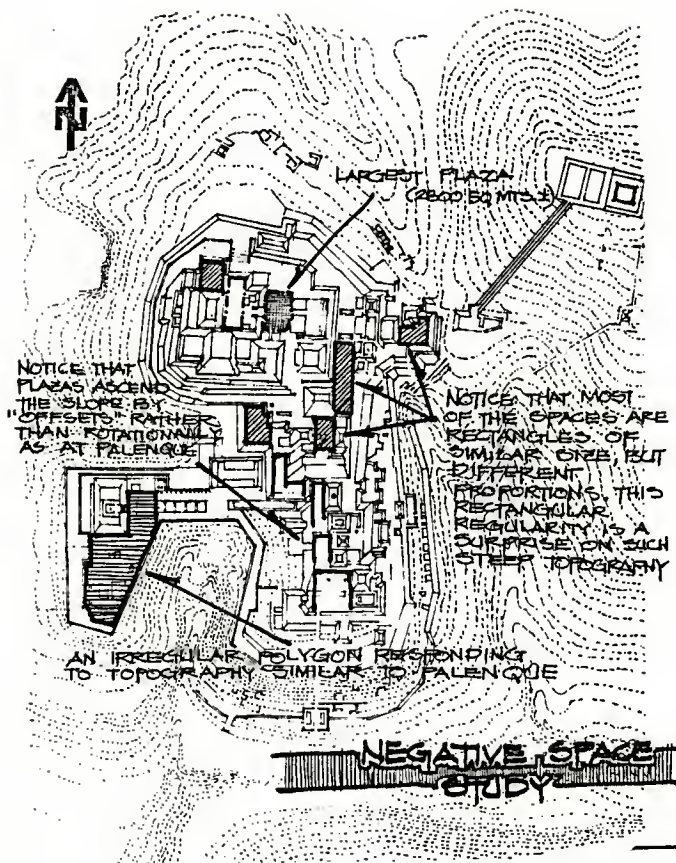 N
LARGEST PLAZA
(2800 SQ MTS.±)
NOTICE THAT
PLAZAS ASCEND
THE SLOPE BY
"OFFSETS" RATHER
THAN ROTATIONALLY
AS AT PALENQUE
NOTICE THAT MOST
OF THE SPACES ARE
RECTANGLES OF
SIMILAR SIZE, BUT
DIFFERENT
PROPORTIONS. THIS
RECTANGULAR
REGULARITY IS A
SURPRISE ON SUCH
STEEP TOPOGRAPHY
AN IRREGULAR POLYGON RESPONDING
TO TOPOGRAPHY SIMILAR TO PALENQUE
NEGATIVE SPACE
STUDY